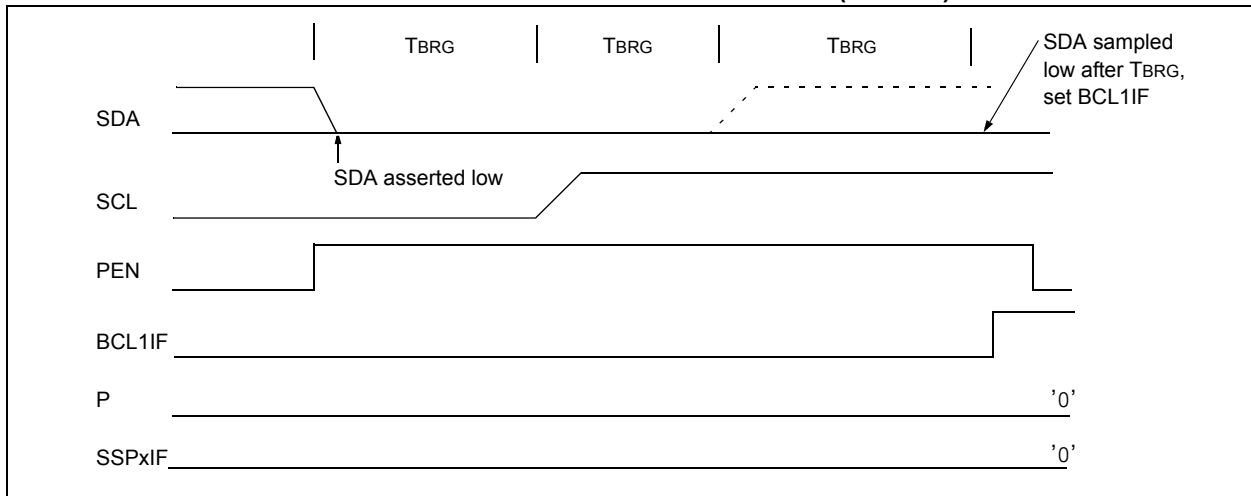 TBRG TBRG TBRG
SDA sampled
low after TBRG,
set BCL1IF
SDA
SDA asserted low
SCL
PEN
BCL1IF
P
'0'
SSPxIF
'0'